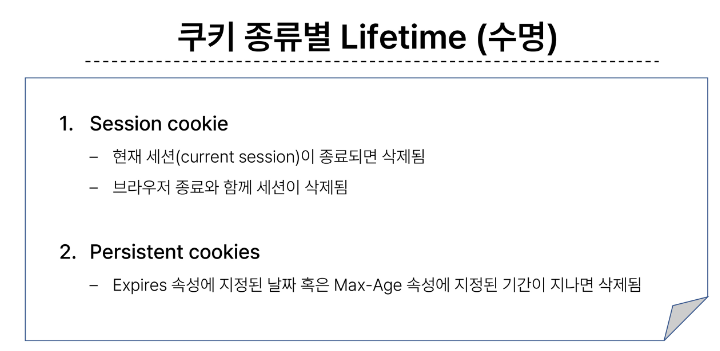 쿠키 종류별 Lifetime (수명)
1. Session cookie
– 현재 세션(current session)이 종료되면 삭제됨
– 브라우저 종료와 함께 세션이 삭제됨
2. Persistent cookies
– Expires 속성에 지정된 날짜 혹은 Max-Age 속성에 지정된 기간이 지나면 삭제됨